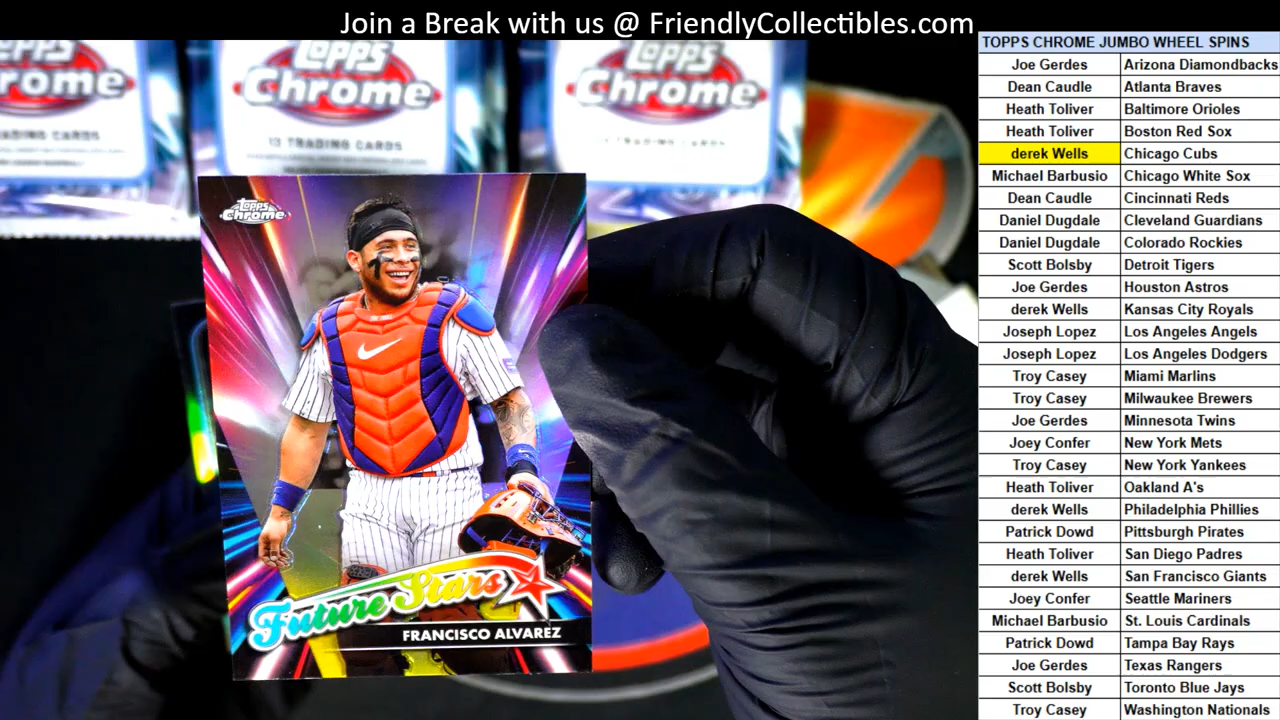 Join a Break with us @ FriendlyCollectibles.com
TOPPS CHROME JUMBO WHEEL SPINS
Joe Gerdes Arizona Diamondbacks
Dean Caudle Atlanta Braves
Heath Toliver Baltimore Orioles
Heath Toliver Boston Red Sox
derek Wells Chicago Cubs
Michael Barbusio Chicago White Sox
Dean Caudle Cincinnati Reds
Daniel Dugdale Cleveland Guardians
Daniel Dugdale Colorado Rockies
Scott Bolsby Detroit Tigers
Joe Gerdes Houston Astros
derek Wells Kansas City Royals
Joseph Lopez Los Angeles Angels
Joseph Lopez Los Angeles Dodgers
Troy Casey Miami Marlins
Troy Casey Milwaukee Brewers
Joe Gerdes Minnesota Twins
Joey Confer New York Mets
Troy Casey New York Yankees
Heath Toliver Oakland A's
derek Wells Philadelphia Phillies
Patrick Dowd Pittsburgh Pirates
Heath Toliver San Diego Padres
derek Wells San Francisco Giants
Joey Confer Seattle Mariners
Michael Barbusio St. Louis Cardinals
Patrick Dowd Tampa Bay Rays
Joe Gerdes Texas Rangers
Scott Bolsby Toronto Blue Jays
Troy Casey Washington Nationals
Chrome
TRADING CARDS
Topps
Chrome
TRADING CARDS
Topps
Chrome
TRADING CARDS
Topps
Chrome
Future Stars
FRANCISCO ALVAREZ